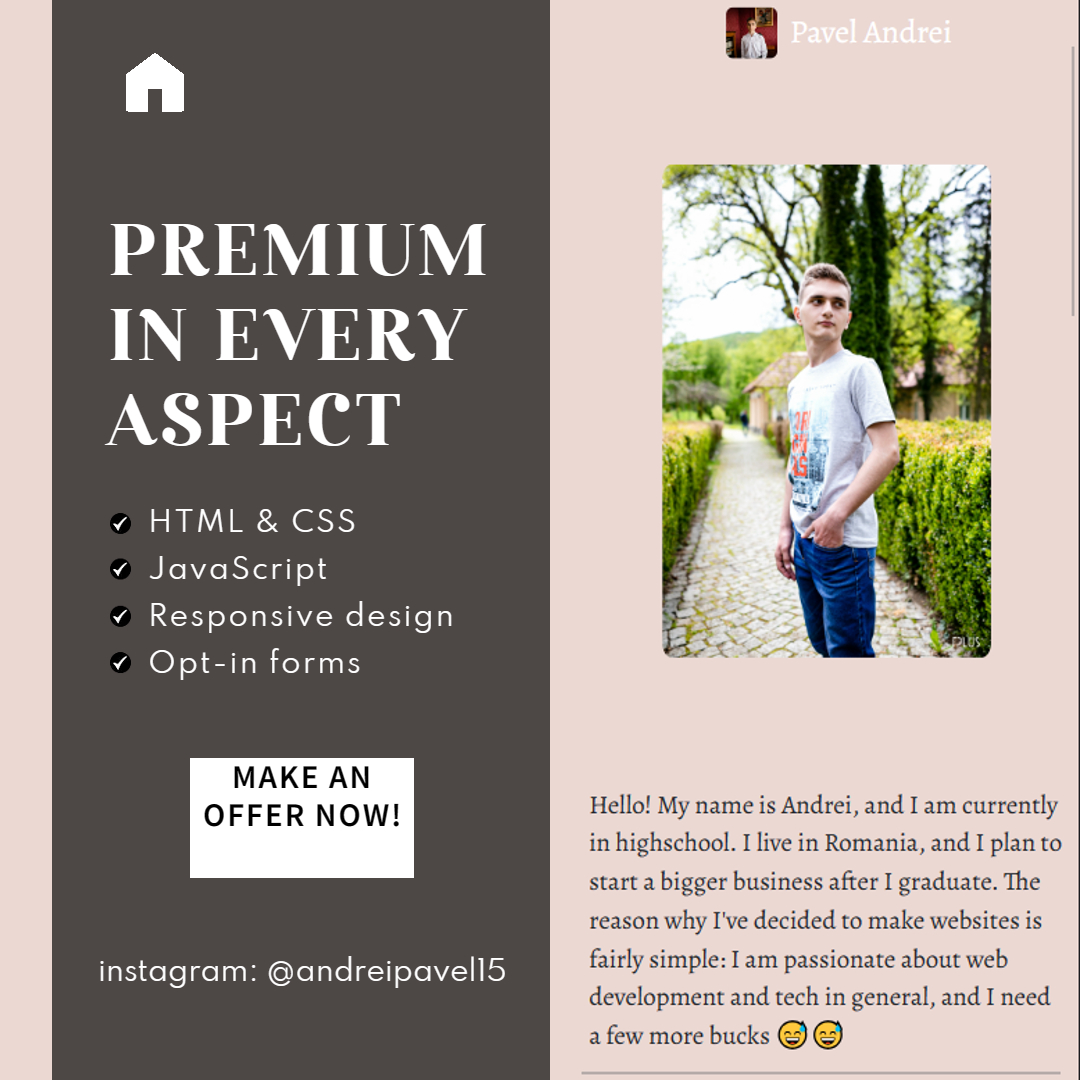 PREMIUM
IN EVERY
ASPECT
HTML & CSS
JavaScript
Responsive design
Opt-in forms
MAKE AN
OFFER NOW!
instagram: @andreipavel15
Pavel Andrei
PLUS
Hello! My name is Andrei, and I am currently
in highschool. I live in Romania, and I plan to
start a bigger business after I graduate. The
reason why I've decided to make websites is
fairly simple: I am passionate about web
development and tech in general, and I need
a few more bucks 😅 😅